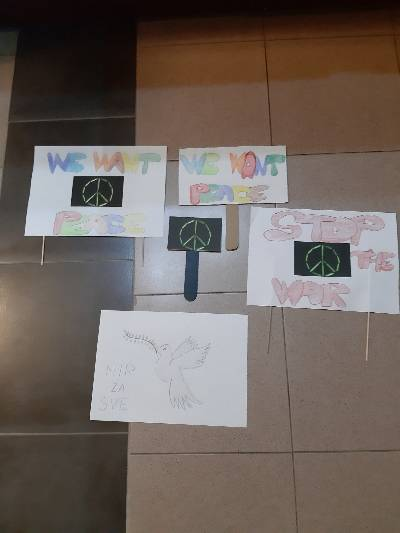 WE WANT
PEACE
WE WANT
PEACE
STOP
THE
WAR
MIR
ZA
SVE